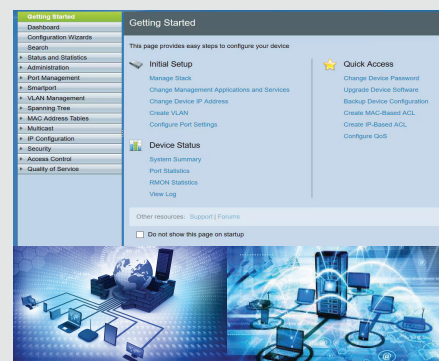 Getting Started
Dashboard
Configuration Wizards
Search
Status and Statistics
Administration
Port Management
Smartport
VLAN Management
Spanning Tree
MAC Address Tables
Multicast
IP Configuration
Security
Access Control
Quality of Service
Getting Started
This page provides easy steps to configure your device
Initial Setup
Manage Stack
Change Management Applications and Services
Change Device IP Address
Create VLAN
Configure Port Settings
Device Status
System Summary
Port Statistics
RMON Statistics
View Log
Quick Access
Change Device Password
Upgrade Device Software
Backup Device Configuration
Create MAC-Based ACL
Create IP-Based ACL
Configure QoS
Other resources: Support | Forums
Do not show this page on startup